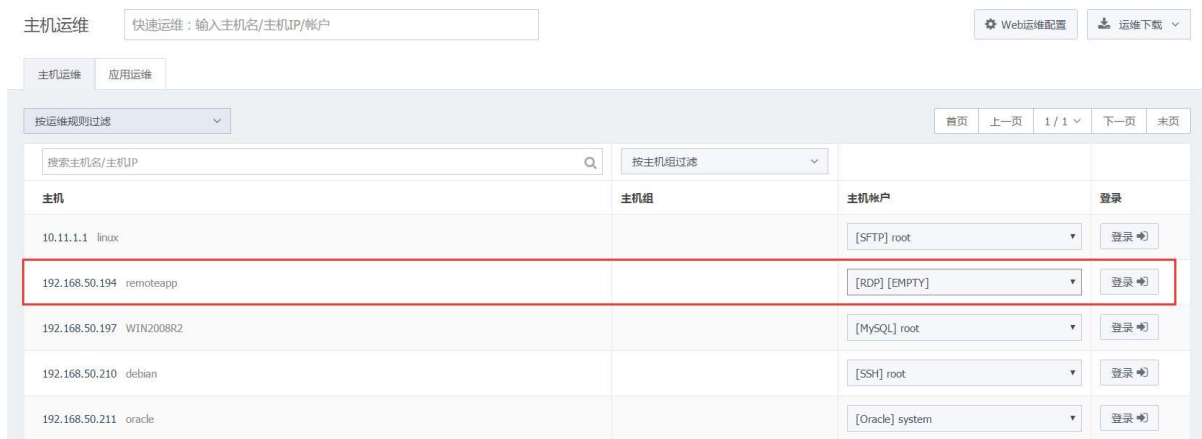 主机运维 快速运维：输入主机名/主机IP/帐户 Web运维配置 运维下载
主机运维 应用运维
按运维规则过滤 首页 上一页 1 / 1 下一页 末页
搜索主机名/主机IP 按主机组过滤
主机 主机组 主机帐户 登录
10.11.1.1 linux [SFTP] root 登录
192.168.50.194 remoteapp [RDP] [EMPTY] 登录
192.168.50.197 WIN2008R2 [MySQL] root 登录
192.168.50.210 debian [SSH] root 登录
192.168.50.211 oracle [Oracle] system 登录